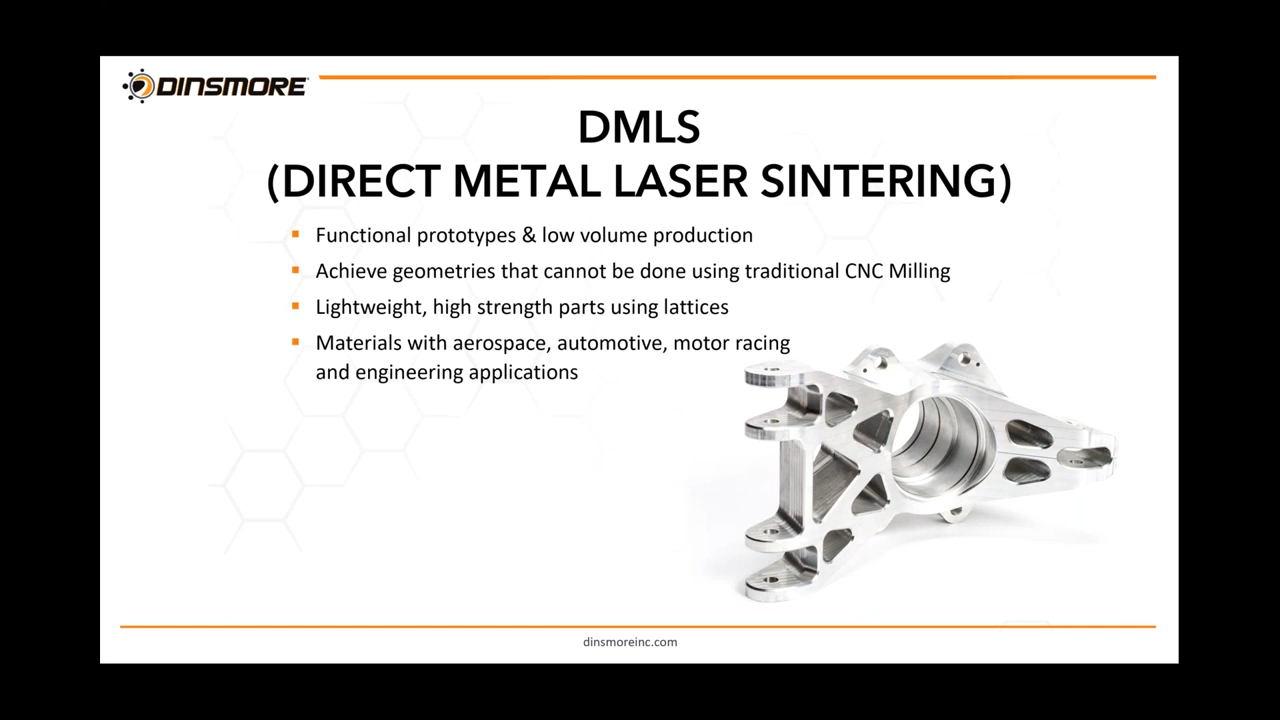 DINSMORE
DMLS
(DIRECT METAL LASER SINTERING)
Functional prototypes & low volume production
Achieve geometries that cannot be done using traditional CNC Milling
Lightweight, high strength parts using lattices
Materials with aerospace, automotive, motor racing
and engineering applications
dinsmoreinc.com